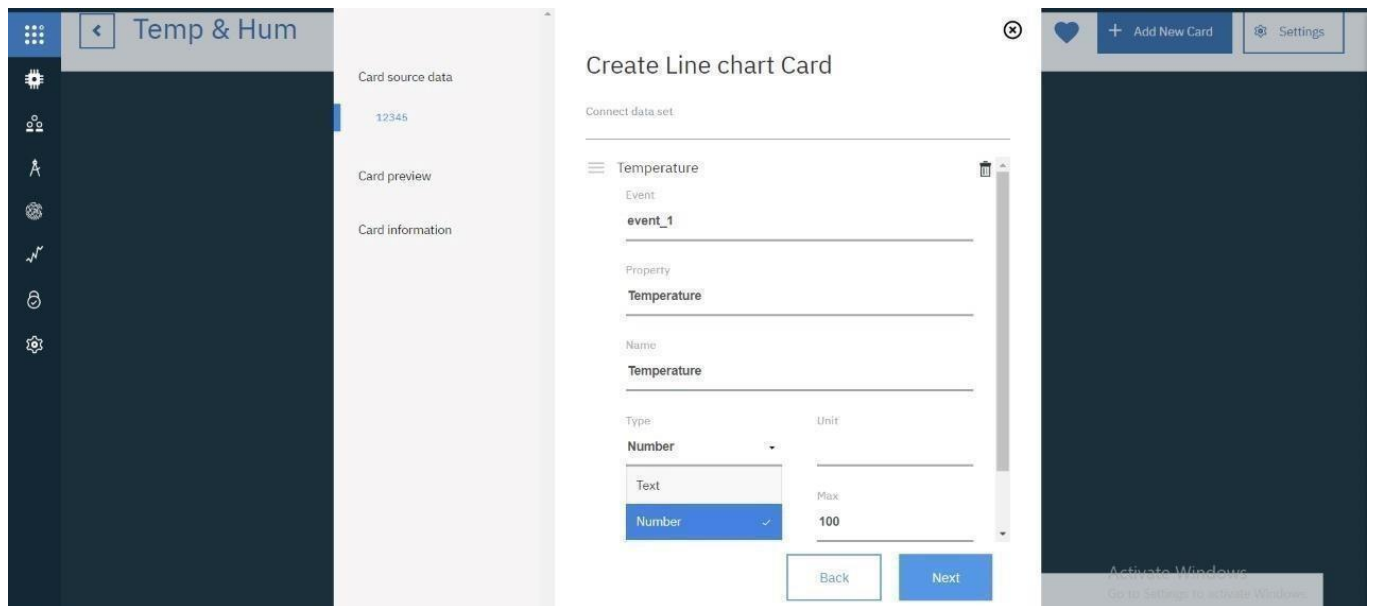 Temp & Hum
+ Add New Card
Settings
Card source data
12345
Card preview
Card information
Create Line chart Card
Connect data set
Temperature
Event
event_1
Property
Temperature
Name
Temperature
Type
Unit
Number
Text
Number
Max
100
Back
Next
Activate Windows
Go to Settings to activate Windows.